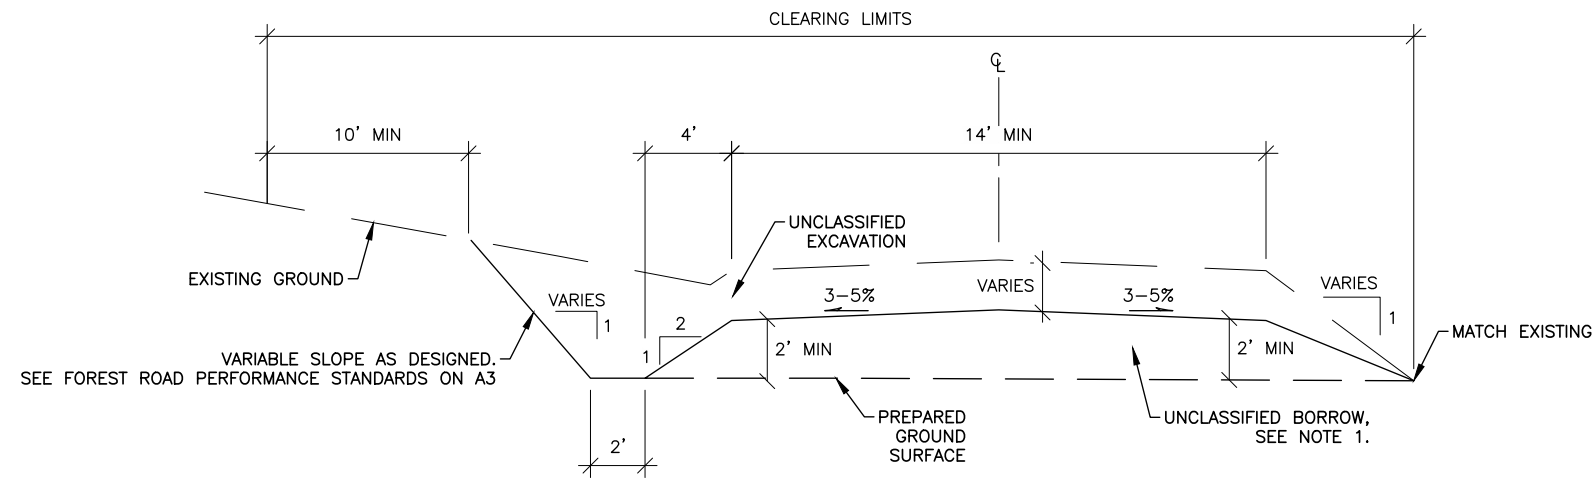 CLEARING LIMITS
℄
10' MIN
4'
14' MIN
UNCLASSIFIED
EXCAVATION
EXISTING GROUND
VARIES
1
VARIES
3-5%
3-5%
VARIES
1
2
1
2' MIN
2' MIN
MATCH EXISTING
VARIABLE SLOPE AS DESIGNED.
SEE FOREST ROAD PERFORMANCE STANDARDS ON A3
PREPARED
GROUND
SURFACE
UNCLASSIFIED BORROW,
SEE NOTE 1.
2'